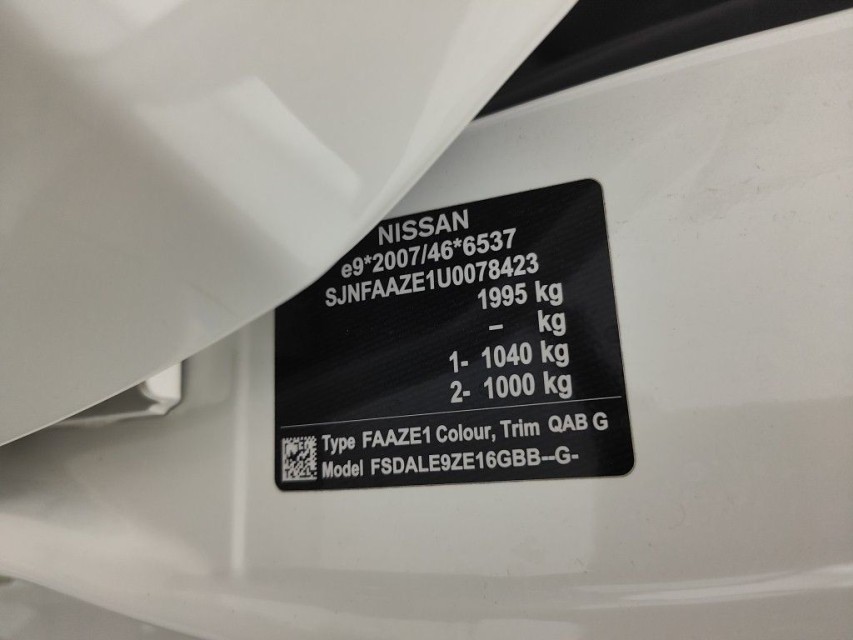 NISSAN
e9*2007/46*6537
SJNFAAZE1U0078423
1995 kg
– kg
1- 1040 kg
2- 1000 kg
Type FAAZE1 Colour, Trim QAB G
Model FSDALE9ZE16GBB--G-